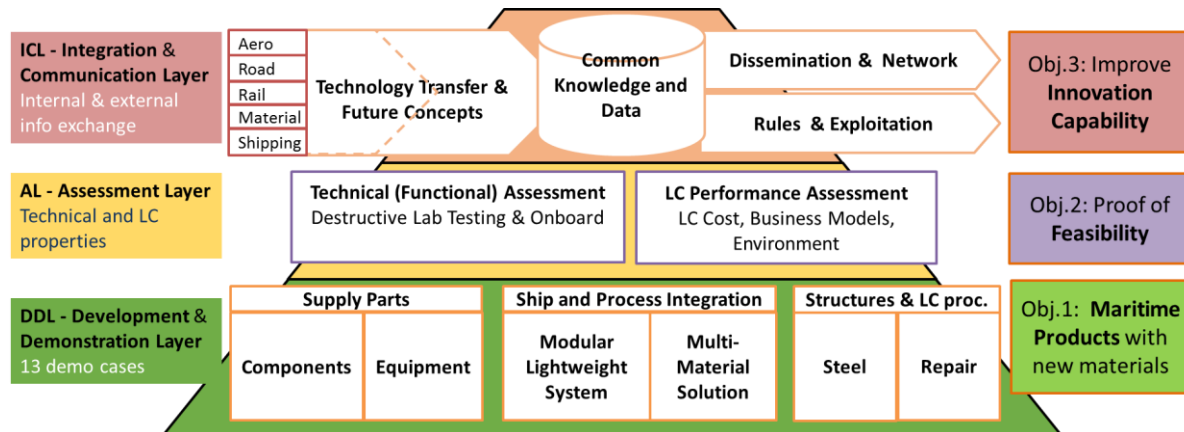 ICL - Integration &
Communication Layer
Internal & external
info exchange
Aero
Road
Rail
Material
Shipping
Technology Transfer &
Future Concepts
Common
Knowledge and
Data
Dissemination & Network
Rules & Exploitation
Obj.3: Improve
Innovation
Capability
AL - Assessment Layer
Technical and LC
properties
Technical (Functional) Assessment
Destructive Lab Testing & Onboard
LC Performance Assessment
LC Cost, Business Models,
Environment
Obj.2: Proof of
Feasibility
DDL - Development &
Demonstration Layer
13 demo cases
Supply Parts
Components
Equipment
Ship and Process Integration
Modular
Lightweight
System
Multi-
Material
Solution
Structures & LC proc.
Steel
Repair
Obj.1: Maritime
Products with
new materials